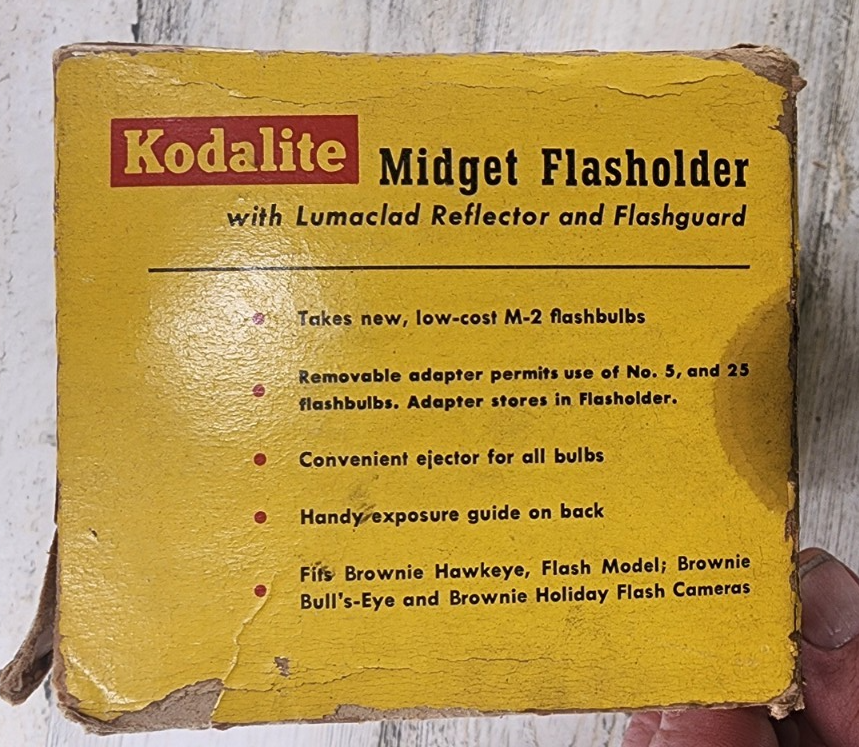 Kodalite Midget Flasholder
with Lumaclad Reflector and Flashguard
Takes new, low-cost M-2 flashbulbs
Removable adapter permits use of No. 5, and 25
flashbulbs. Adapter stores in Flasholder.
Convenient ejector for all bulbs
Handy exposure guide on back
Fits Brownie Hawkeye, Flash Model; Brownie
Bull's-Eye and Brownie Holiday Flash Cameras